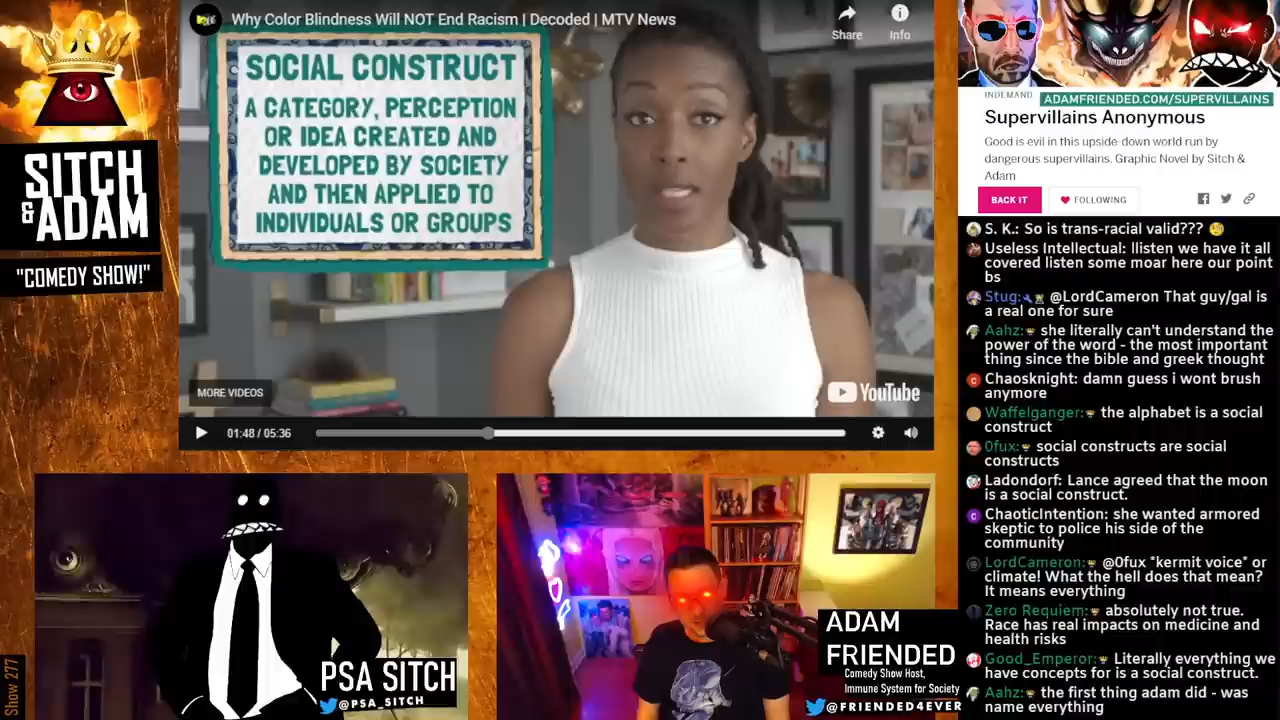 Why Color Blindness Will NOT End Racism | Decoded | MTV News
Share
Info
SOCIAL CONSTRUCT
A CATEGORY, PERCEPTION
OR IDEA CREATED AND
DEVELOPED BY SOCIETY
AND THEN APPLIED TO
INDIVIDUALS OR GROUPS
MORE VIDEOS
YouTube
01:48 / 05:36
SITCH
& ADAM
"COMEDY SHOW!"
Show 277
PSA SITCH
@PSA_SITCH
ADAM
FRIENDED
Comedy Show Host,
Immune System for Society
@FRIENDED4EVER
INDEMAND
ADAMFRIENDED.COM/SUPERVILLAINS
Supervillains Anonymous
Good is evil in this upside-down world run by
dangerous supervillains. Graphic Novel by Sitch &
Adam
BACK IT
FOLLOWING
S. K.: So is trans-racial valid???
Useless Intellectual: llisten we have it all
covered listen some moar here our point
bs
Stug: @LordCameron That guy/gal is
a real one for sure
Aahz: she literally can't understand the
power of the word - the most important
thing since the bible and greek thought
Chaosknight: damn guess i wont brush
anymore
Waffelganger: the alphabet is a social
construct
0fux: social constructs are social
constructs
Ladondorf: Lance agreed that the moon
is a social construct.
ChaoticIntention: she wanted armored
skeptic to police his side of the
community
LordCameron: @0fux *kermit voice* or
climate! What the hell does that mean?
It means everything
Zero Requiem: absolutely not true.
Race has real impacts on medicine and
health risks
Good_Emperor: Literally everything we
have concepts for is a social construct.
Aahz: the first thing adam did - was
name everything